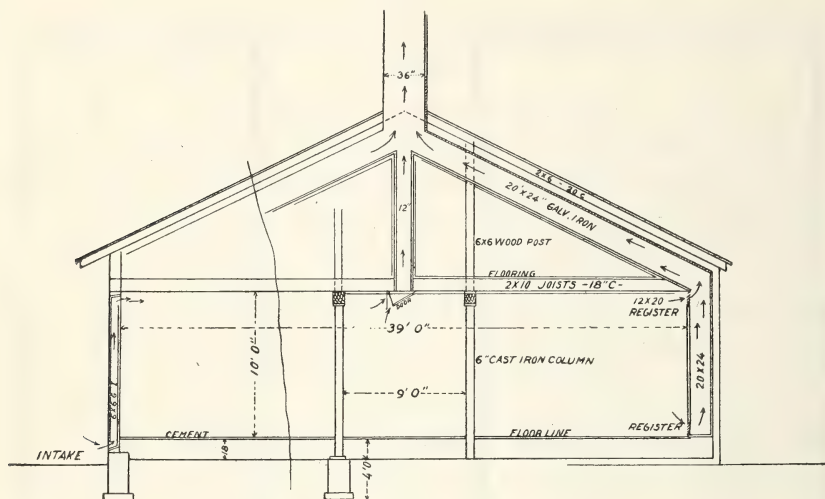 36"
2X6 - 20 C
20"X24" GALV. IRON
12"
6X6 WOOD POST
FLOORING
2X10 JOISTS -18"C-
DOOR
12X20
REGISTER
39' 0"
10' 0"
6" CAST IRON COLUMN
20X24
9' 0"
CEMENT
FLOOR LINE
REGISTER
INTAKE
18"
4' 0"